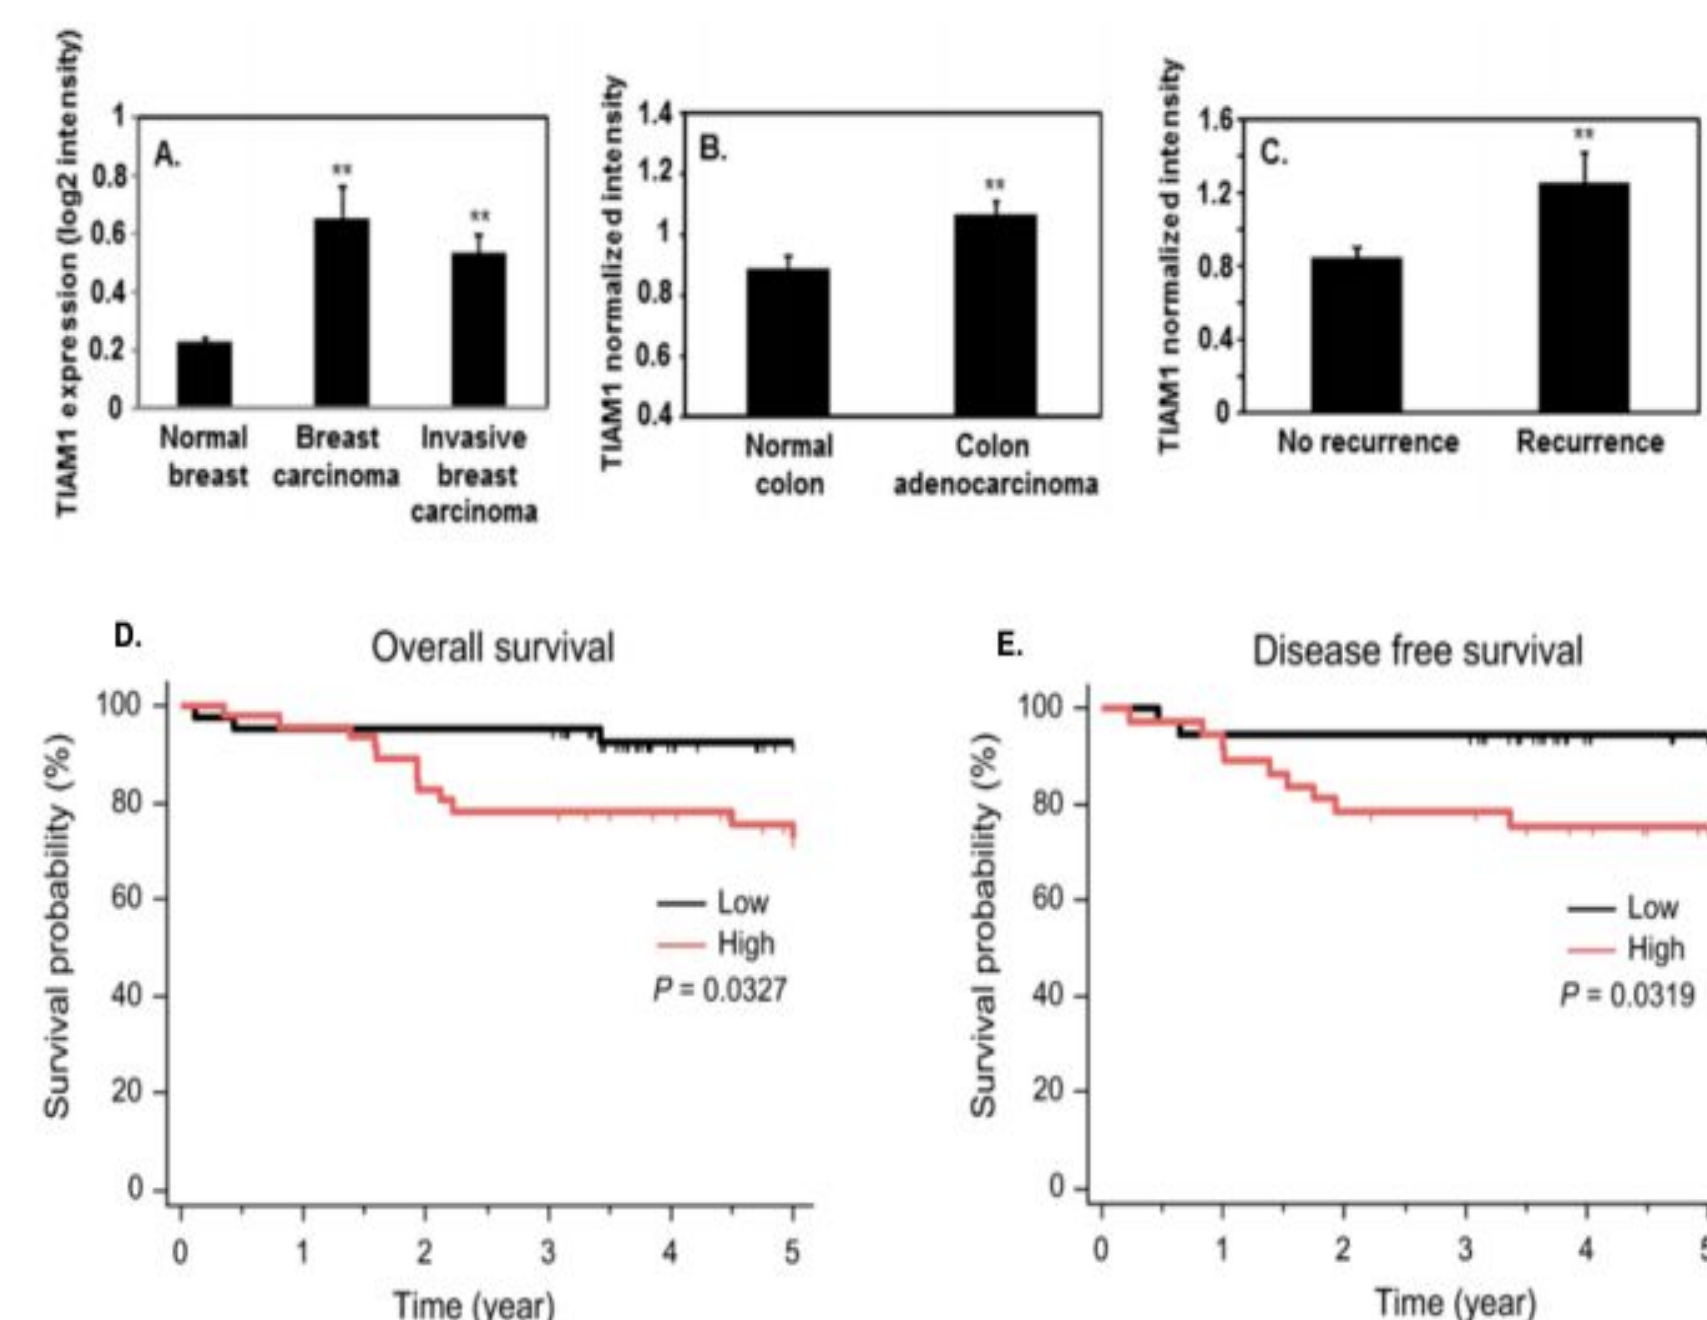 TIAM1 expression (log2 intensity)
1
0.8
0.6
0.4
0.2
0
A.
**
**
Normal breast
Breast carcinoma
Invasive breast carcinoma
TIAM1 normalized intensity
1.4
1.2
1
0.8
0.6
0.4
B.
**
Normal colon
Colon adenocarcinoma
TIAM1 normalized intensity
1.6
1.2
0.8
0.4
0
C.
**
No recurrence
Recurrence
D.
Overall survival
Survival probability (%)
100
80
60
40
20
0
Low
High
P = 0.0327
0 1 2 3 4 5
Time (year)
E.
Disease free survival
Survival probability (%)
100
80
60
40
20
0
Low
High
P = 0.0319
0 1 2 3 4 5
Time (year)